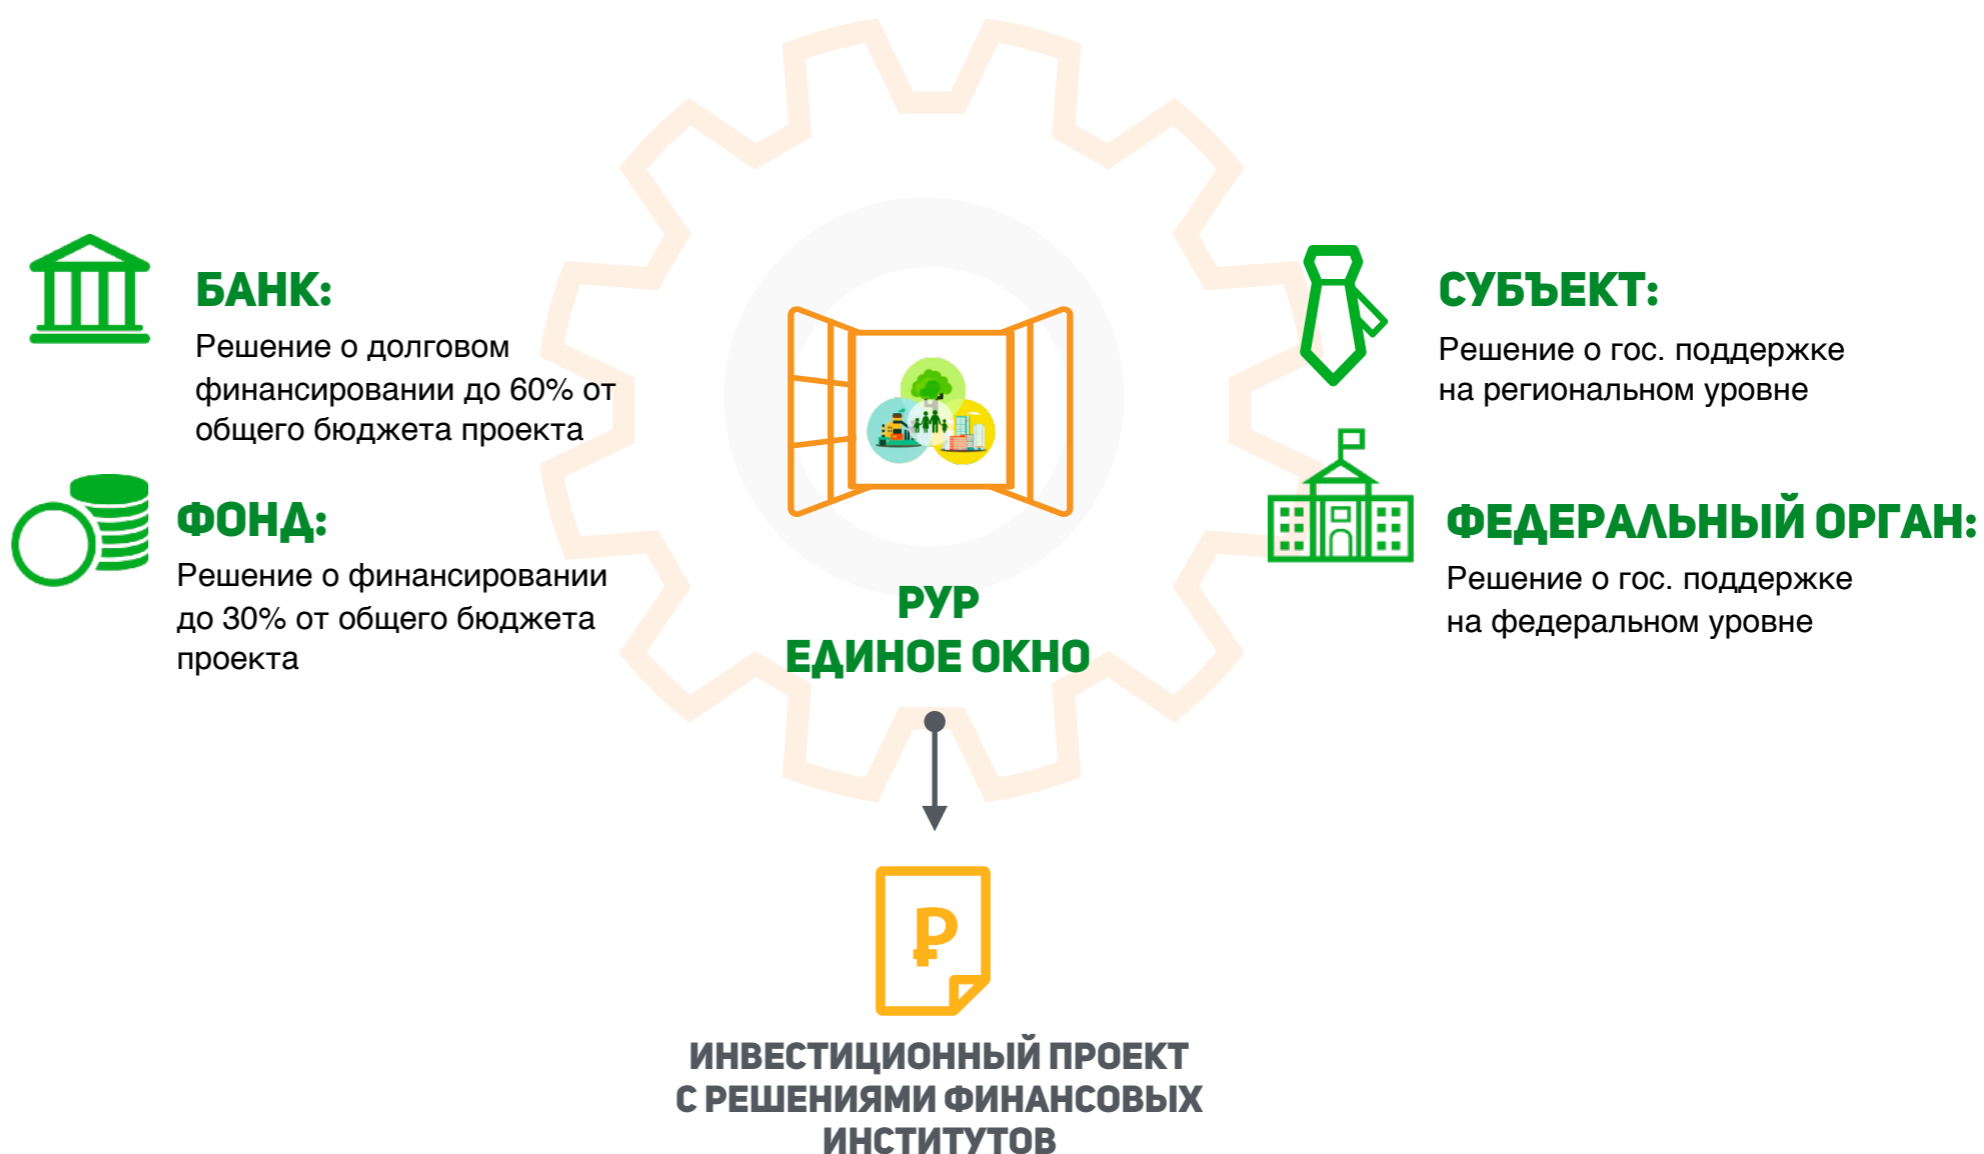 БАНК:
Решение о долговом
финансировании до 60% от
общего бюджета проекта
ФОНД:
Решение о финансировании
до 30% от общего бюджета
проекта
СУБЪЕКТ:
Решение о гос. поддержке
на региональном уровне
ФЕДЕРАЛЬНЫЙ ОРГАН:
Решение о гос. поддержке
на федеральном уровне
РУР
ЕДИНОЕ ОКНО
₽
ИНВЕСТИЦИОННЫЙ ПРОЕКТ
С РЕШЕНИЯМИ ФИНАНСОВЫХ
ИНСТИТУТОВ